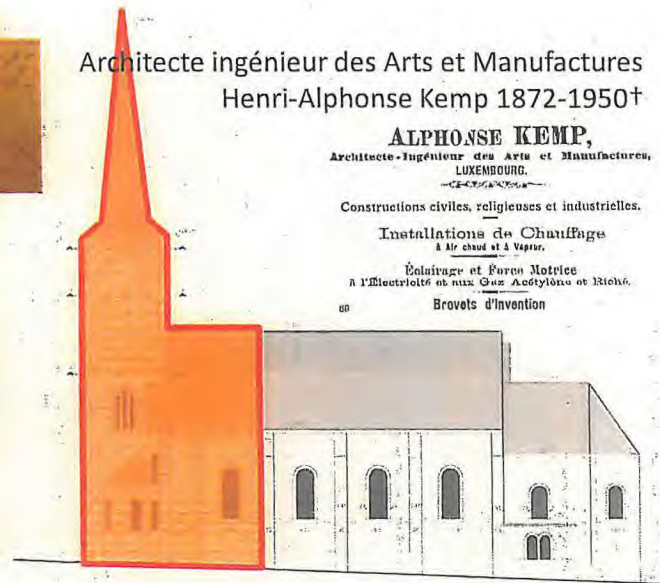 Architecte ingénieur des Arts et Manufactures
Henri-Alphonse Kemp 1872-1950†
ALPHONSE KEMP,
Architecte-Ingénieur des Arts et Manufactures,
LUXEMBOURG.
Constructions civiles, religieuses et industrielles.
Installations de Chauffage
à Air chaud et à Vapeur.
Éclairage et Force Motrice
à l'Électricité et aux Gaz Acétylène et Riché.
Brevets d'Invention